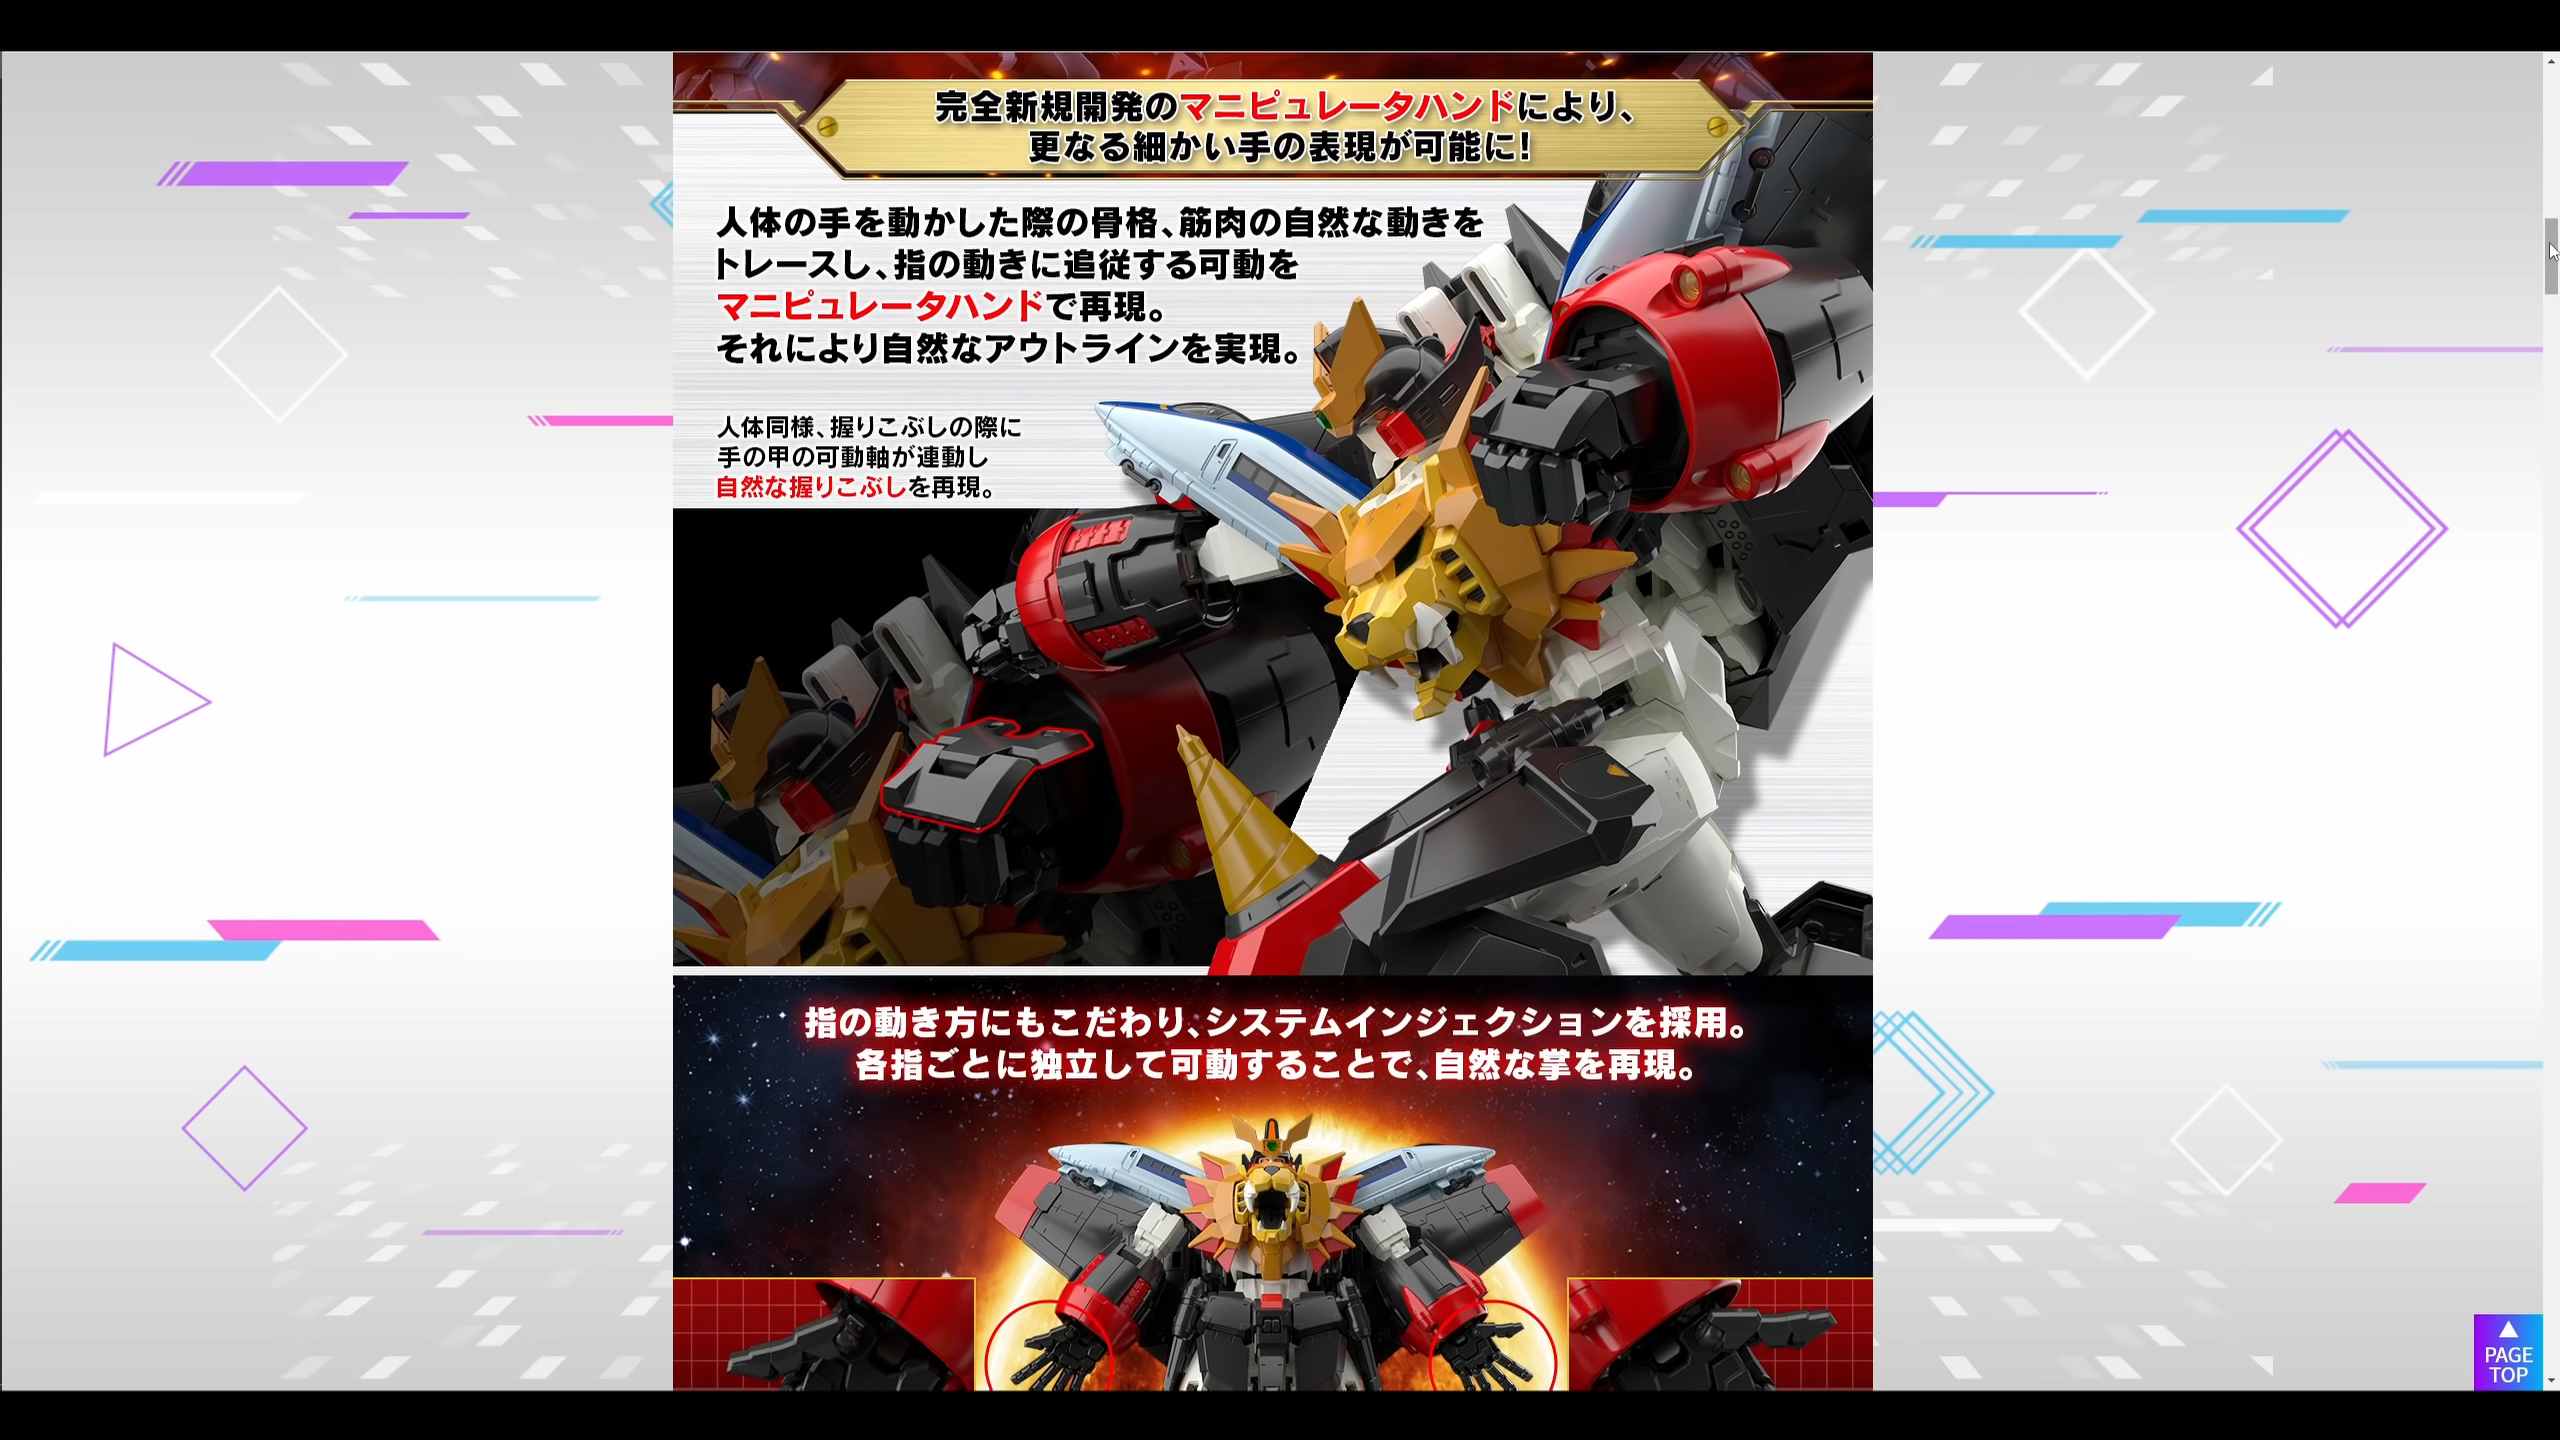 完全新規開発のマニピュレータハンドにより、
更なる細かい手の表現が可能に!
人体の手を動かした際の骨格、筋肉の自然な動きを
トレースし、指の動きに追従する可動を
マニピュレータハンドで再現。
それにより自然なアウトラインを実現。
人体同様、握りこぶしの際に
手の甲の可動軸が連動し
自然な握りこぶしを再現。
指の動き方にもこだわり、システムインジェクションを採用。
各指ごとに独立して可動することで、自然な掌を再現。
PAGE
TOP